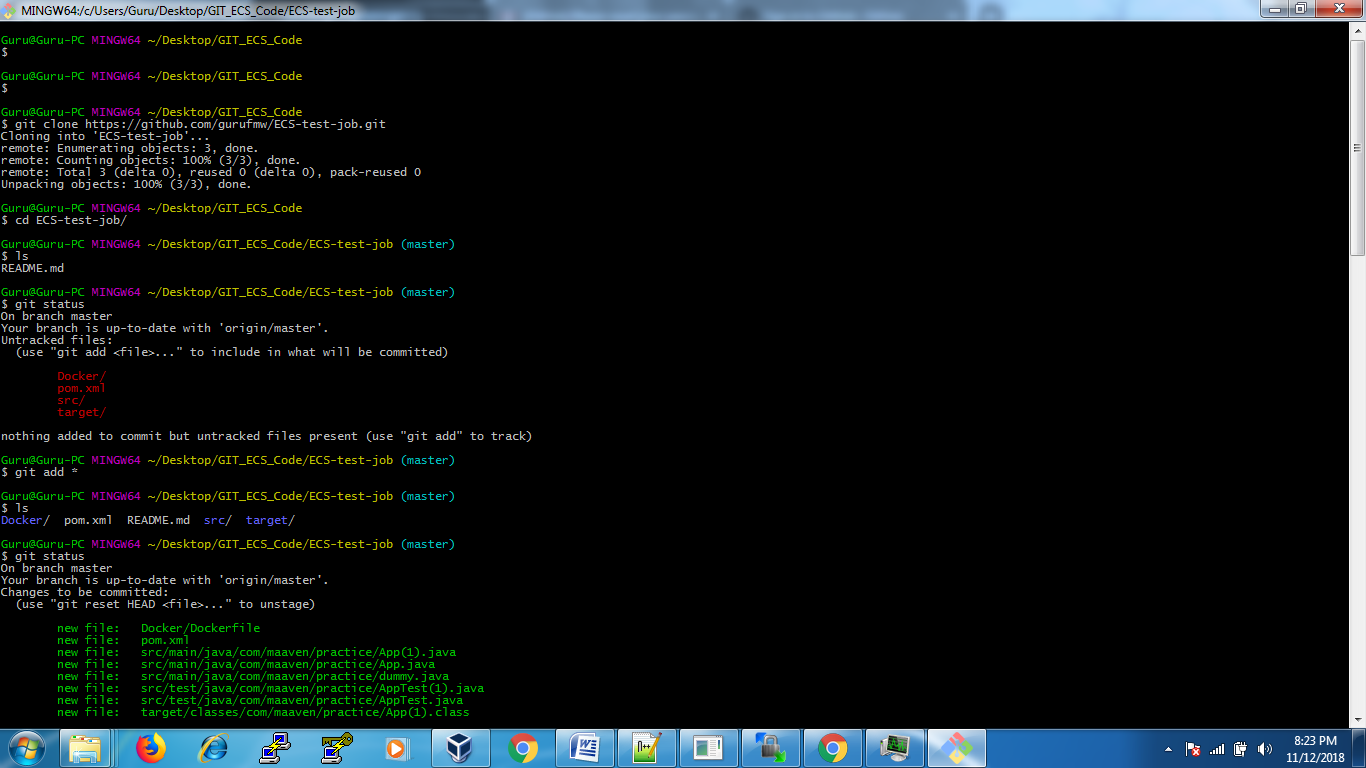 MINGW64:/c/Users/Guru/Desktop/GIT_ECS_Code/ECS-test-job
Guru@Guru-PC MINGW64 ~/Desktop/GIT_ECS_Code
$
Guru@Guru-PC MINGW64 ~/Desktop/GIT_ECS_Code
$
Guru@Guru-PC MINGW64 ~/Desktop/GIT_ECS_Code
$ git clone https://github.com/gurufmw/ECS-test-job.git
Cloning into 'ECS-test-job'...
remote: Enumerating objects: 3, done.
remote: Counting objects: 100% (3/3), done.
remote: Total 3 (delta 0), reused 0 (delta 0), pack-reused 0
Unpacking objects: 100% (3/3), done.
Guru@Guru-PC MINGW64 ~/Desktop/GIT_ECS_Code
$ cd ECS-test-job/
Guru@Guru-PC MINGW64 ~/Desktop/GIT_ECS_Code/ECS-test-job (master)
$ ls
README.md
Guru@Guru-PC MINGW64 ~/Desktop/GIT_ECS_Code/ECS-test-job (master)
$ git status
On branch master
Your branch is up-to-date with 'origin/master'.
Untracked files:
  (use "git add <file>..." to include in what will be committed)
        Docker/
        pom.xml
        src/
        target/
nothing added to commit but untracked files present (use "git add" to track)
Guru@Guru-PC MINGW64 ~/Desktop/GIT_ECS_Code/ECS-test-job (master)
$ git add *
Guru@Guru-PC MINGW64 ~/Desktop/GIT_ECS_Code/ECS-test-job (master)
$ ls
Docker/  pom.xml  README.md  src/  target/
Guru@Guru-PC MINGW64 ~/Desktop/GIT_ECS_Code/ECS-test-job (master)
$ git status
On branch master
Your branch is up-to-date with 'origin/master'.
Changes to be committed:
  (use "git reset HEAD <file>..." to unstage)
        new file:   Docker/Dockerfile
        new file:   pom.xml
        new file:   src/main/java/com/maaven/practice/App(1).java
        new file:   src/main/java/com/maaven/practice/App.java
        new file:   src/main/java/com/maaven/practice/dummy.java
        new file:   src/test/java/com/maaven/practice/AppTest(1).java
        new file:   src/test/java/com/maaven/practice/AppTest.java
        new file:   target/classes/com/maaven/practice/App(1).class
8:23 PM
11/12/2018